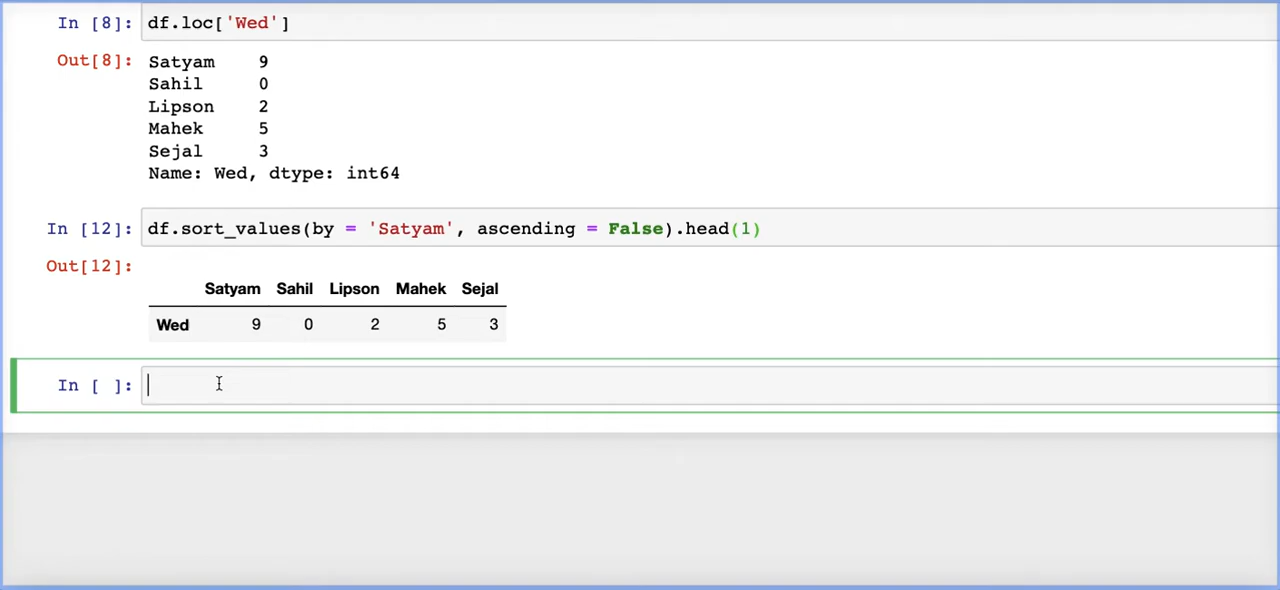 In [8]: df.loc['Wed']
Out[8]: Satyam 9
Sahil 0
Lipson 2
Mahek 5
Sejal 3
Name: Wed, dtype: int64
In [12]: df.sort_values(by = 'Satyam', ascending = False).head(1)
Out[12]:
Satyam Sahil Lipson Mahek Sejal
Wed 9 0 2 5 3
In [ ]: